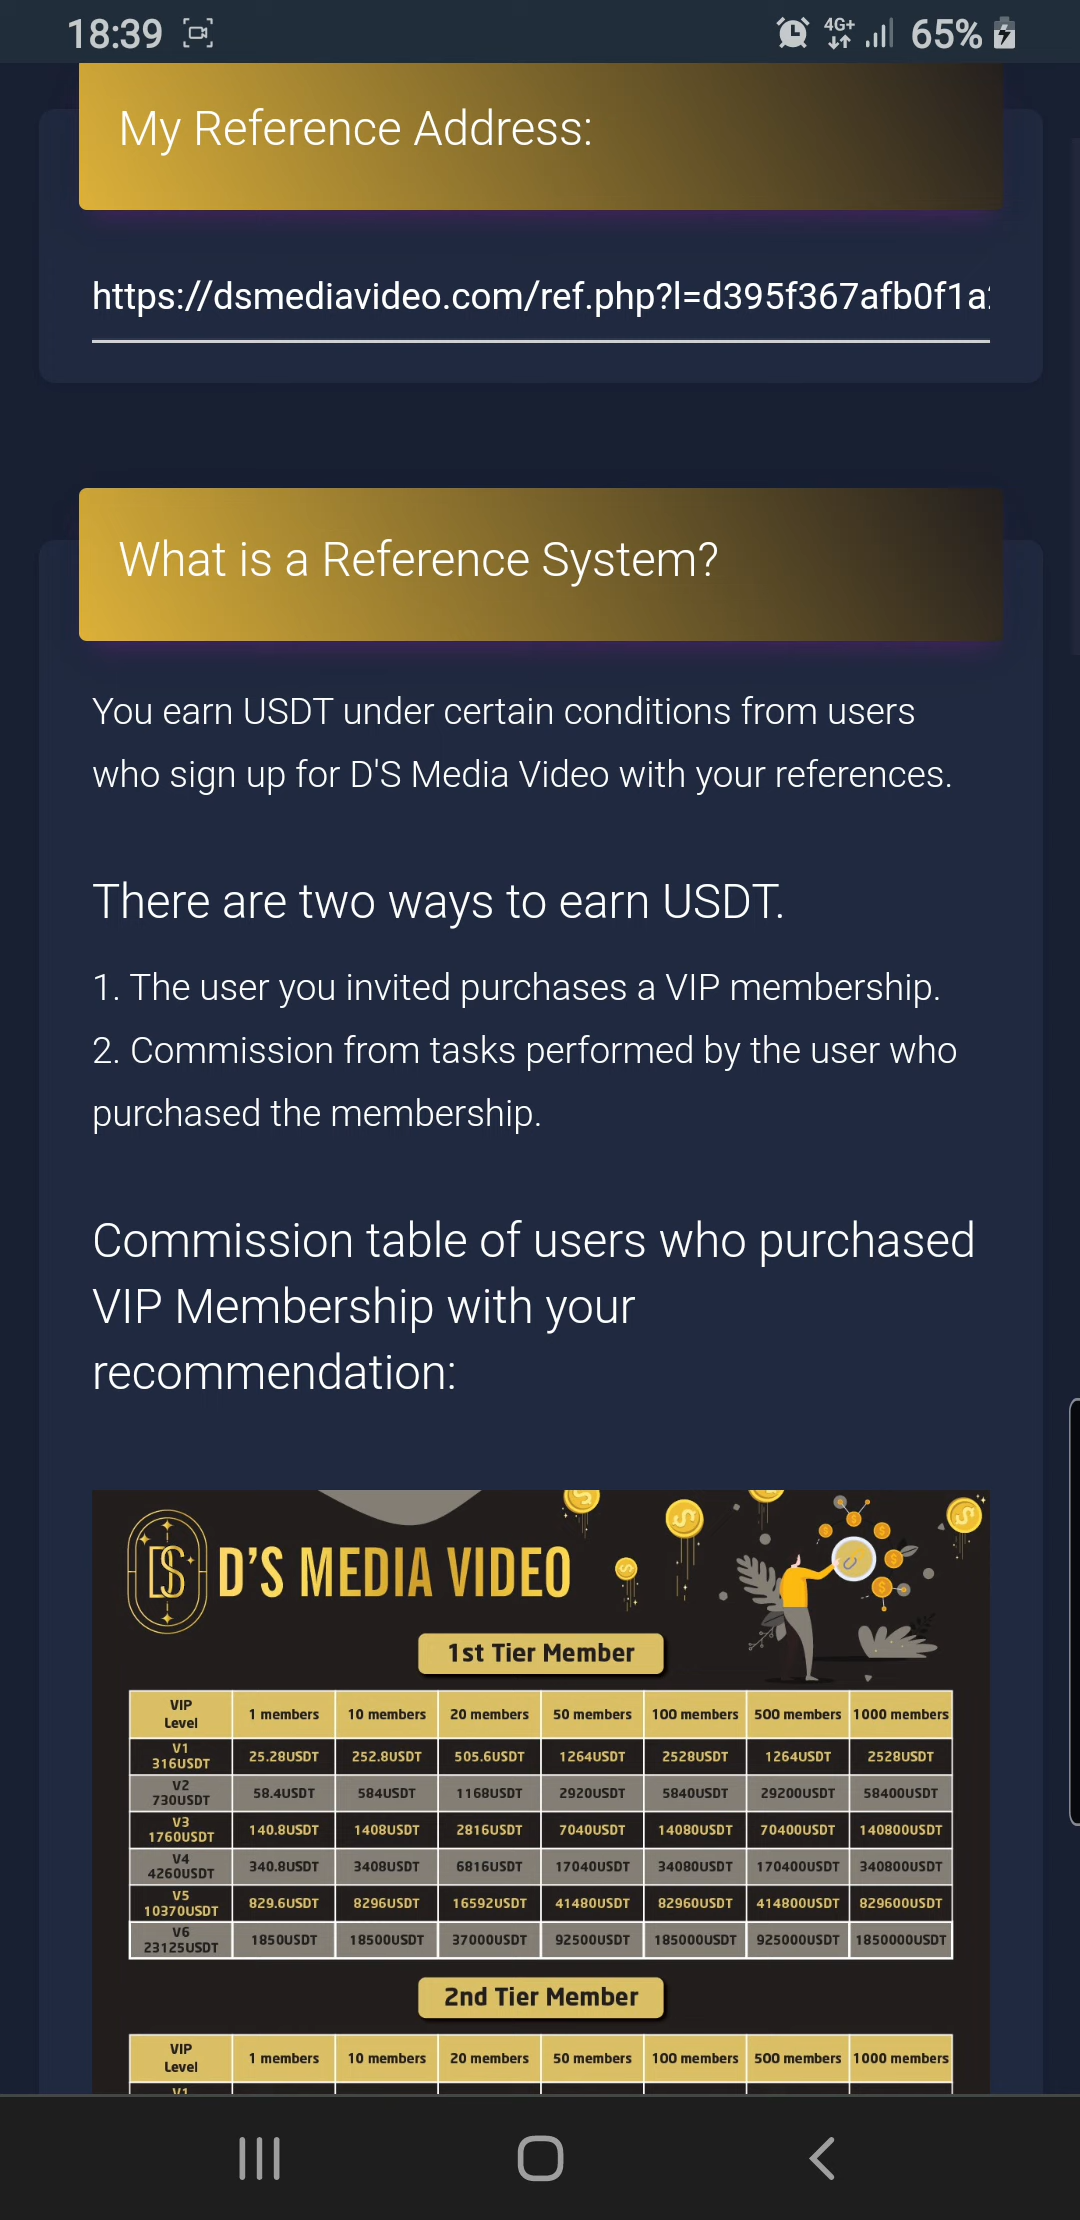 18:39 4G+ 65%
My Reference Address:
https://dsmediavideo.com/ref.php?l=d395f367afb0f1a
What is a Reference System?
You earn USDT under certain conditions from users
who sign up for D'S Media Video with your references.
There are two ways to earn USDT.
1. The user you invited purchases a VIP membership.
2. Commission from tasks performed by the user who
purchased the membership.
Commission table of users who purchased
VIP Membership with your
recommendation:
DS D'S MEDIA VIDEO
1st Tier Member
VIP Level 1 members 10 members 20 members 50 members 100 members 500 members 1000 members
V1 316USDT 25.28USDT 252.8USDT 505.6USDT 1264USDT 2528USDT 1264USDT 2528USDT
V2 730USDT 58.4USDT 584USDT 1168USDT 2920USDT 5840USDT 29200USDT 58400USDT
V3 1760USDT 140.8USDT 1408USDT 2816USDT 7040USDT 14080USDT 70400USDT 140800USDT
V4 4260USDT 340.8USDT 3408USDT 6816USDT 17040USDT 34080USDT 170400USDT 340800USDT
V5 10370USDT 829.6USDT 8296USDT 16592USDT 41480USDT 82960USDT 414800USDT 829600USDT
V6 23125USDT 1850USDT 18500USDT 37000USDT 92500USDT 185000USDT 925000USDT 1850000USDT
2nd Tier Member
VIP Level 1 members 10 members 20 members 50 members 100 members 500 members 1000 members
V1